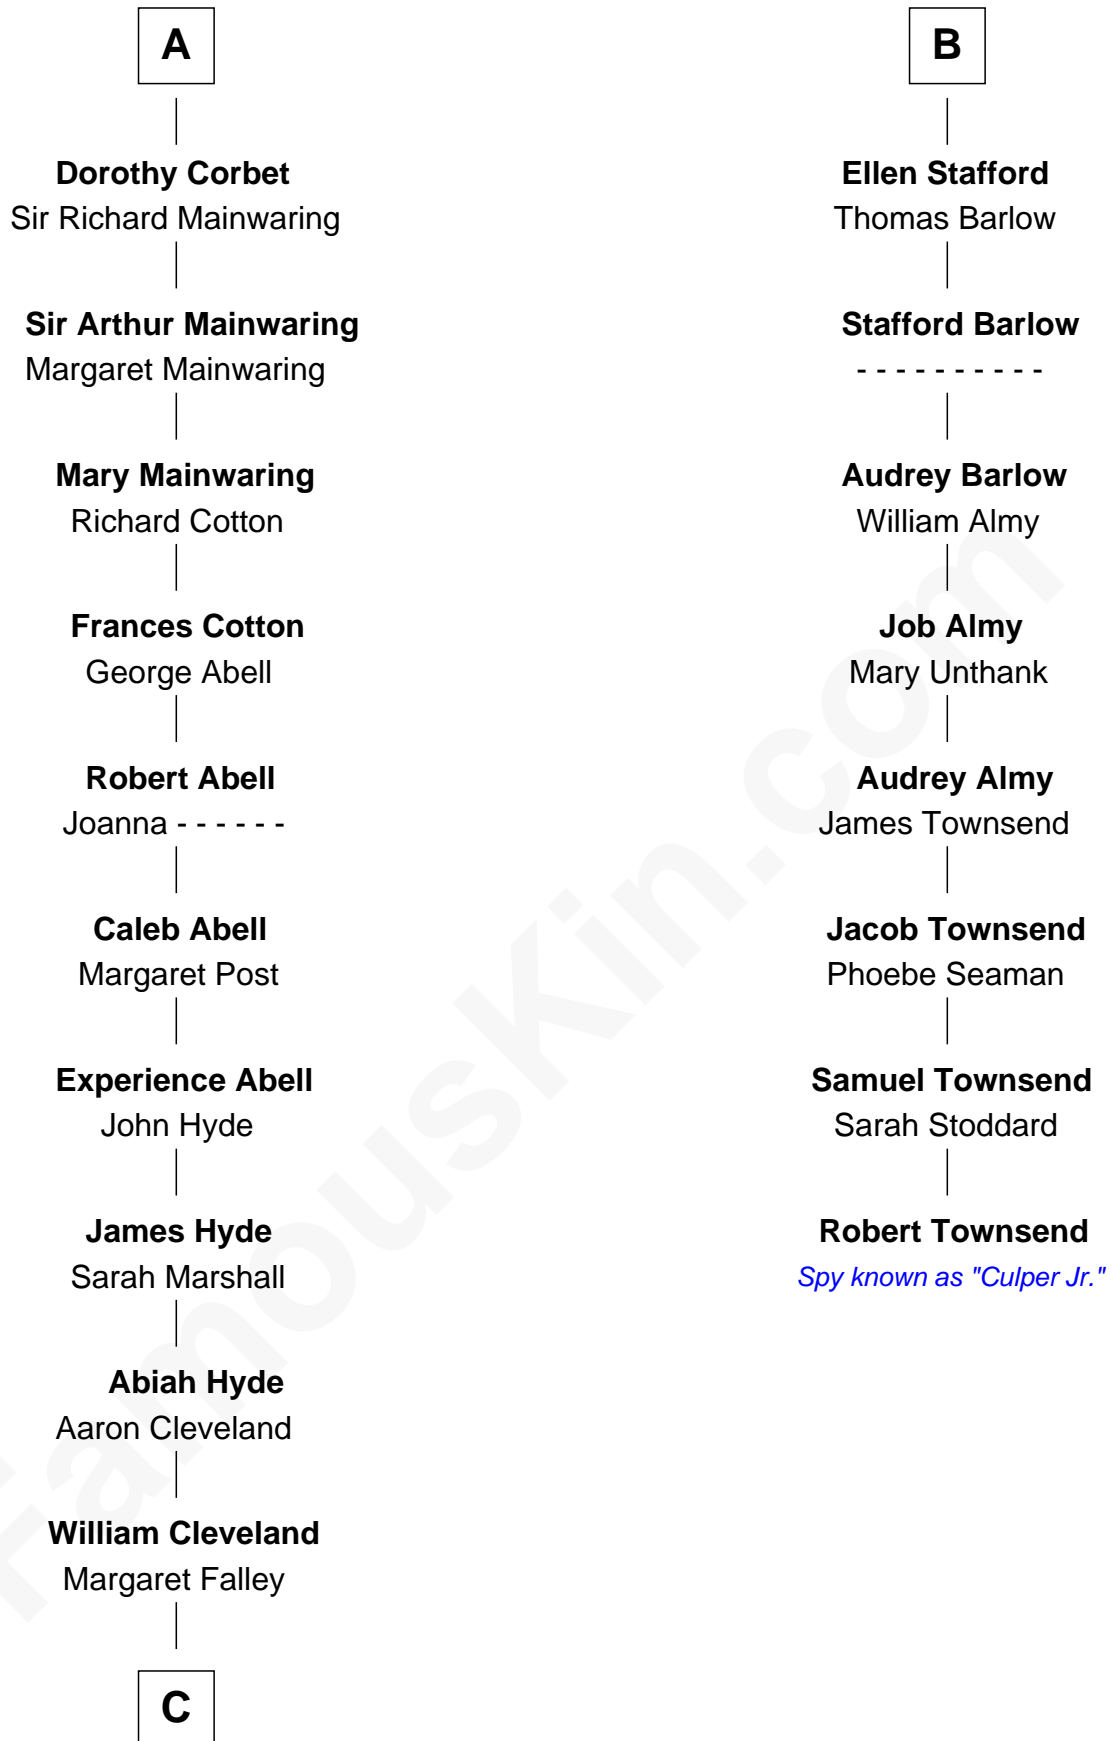 A
Dorothy Corbet
Sir Richard Mainwaring
Sir Arthur Mainwaring
Margaret Mainwaring
Mary Mainwaring
Richard Cotton
Frances Cotton
George Abell
Robert Abell
Joanna - - - - - -
Caleb Abell
Margaret Post
Experience Abell
John Hyde
James Hyde
Sarah Marshall
Abiah Hyde
Aaron Cleveland
William Cleveland
Margaret Falley
C
B
Ellen Stafford
Thomas Barlow
Stafford Barlow
- - - - - - - - - -
Audrey Barlow
William Almy
Job Almy
Mary Unthank
Audrey Almy
James Townsend
Jacob Townsend
Phoebe Seaman
Samuel Townsend
Sarah Stoddard
Robert Townsend
Spy known as "Culper Jr."
FamousKin.com